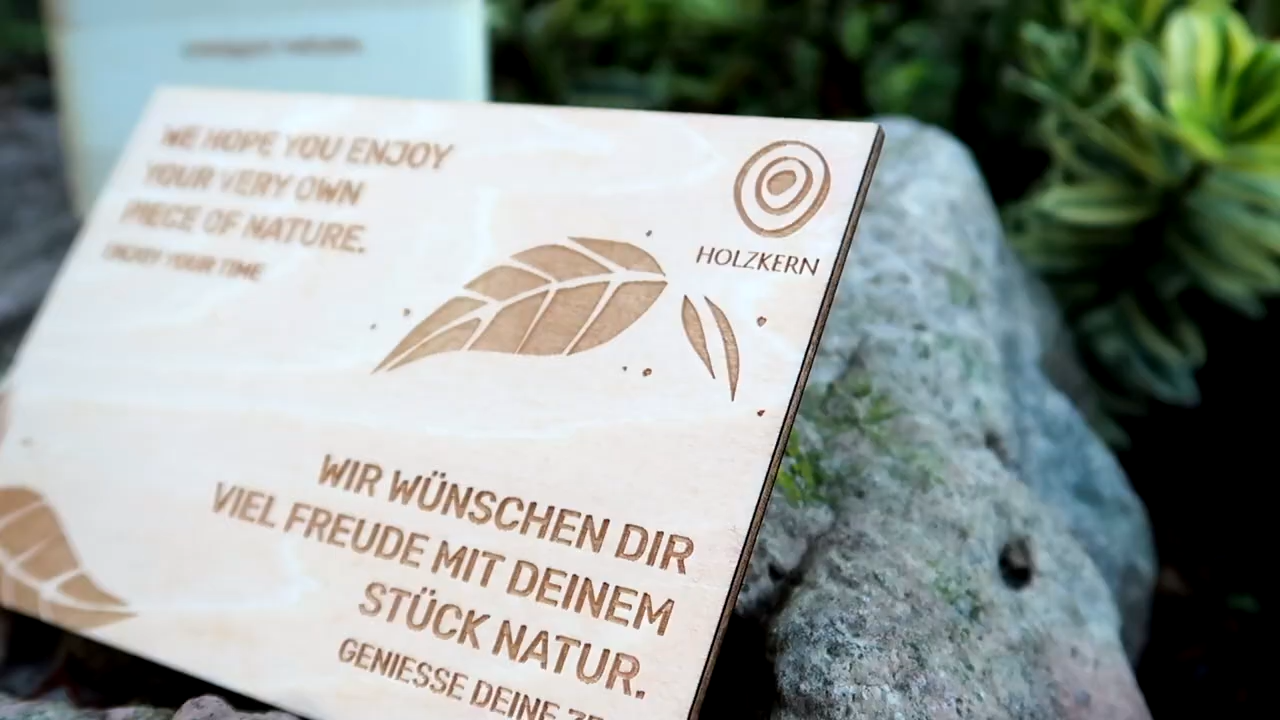 WE HOPE YOU ENJOY
YOUR VERY OWN
PIECE OF NATURE.
ENJOY YOUR TIME
HOLZKERN
WIR WÜNSCHEN DIR
VIEL FREUDE MIT DEINEM
STÜCK NATUR.
GENIESSE DEINE